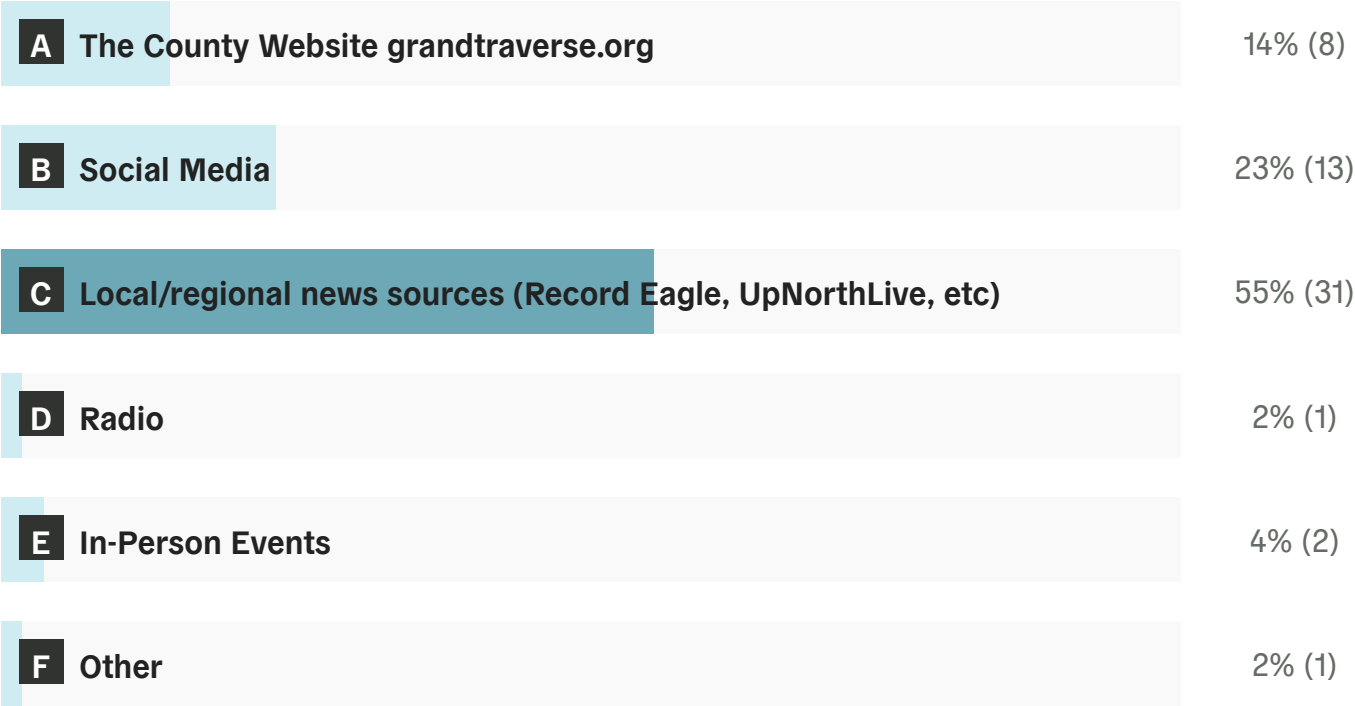 A The County Website grandtraverse.org 14% (8)
B Social Media 23% (13)
C Local/regional news sources (Record Eagle, UpNorthLive, etc) 55% (31)
D Radio 2% (1)
E In-Person Events 4% (2)
F Other 2% (1)